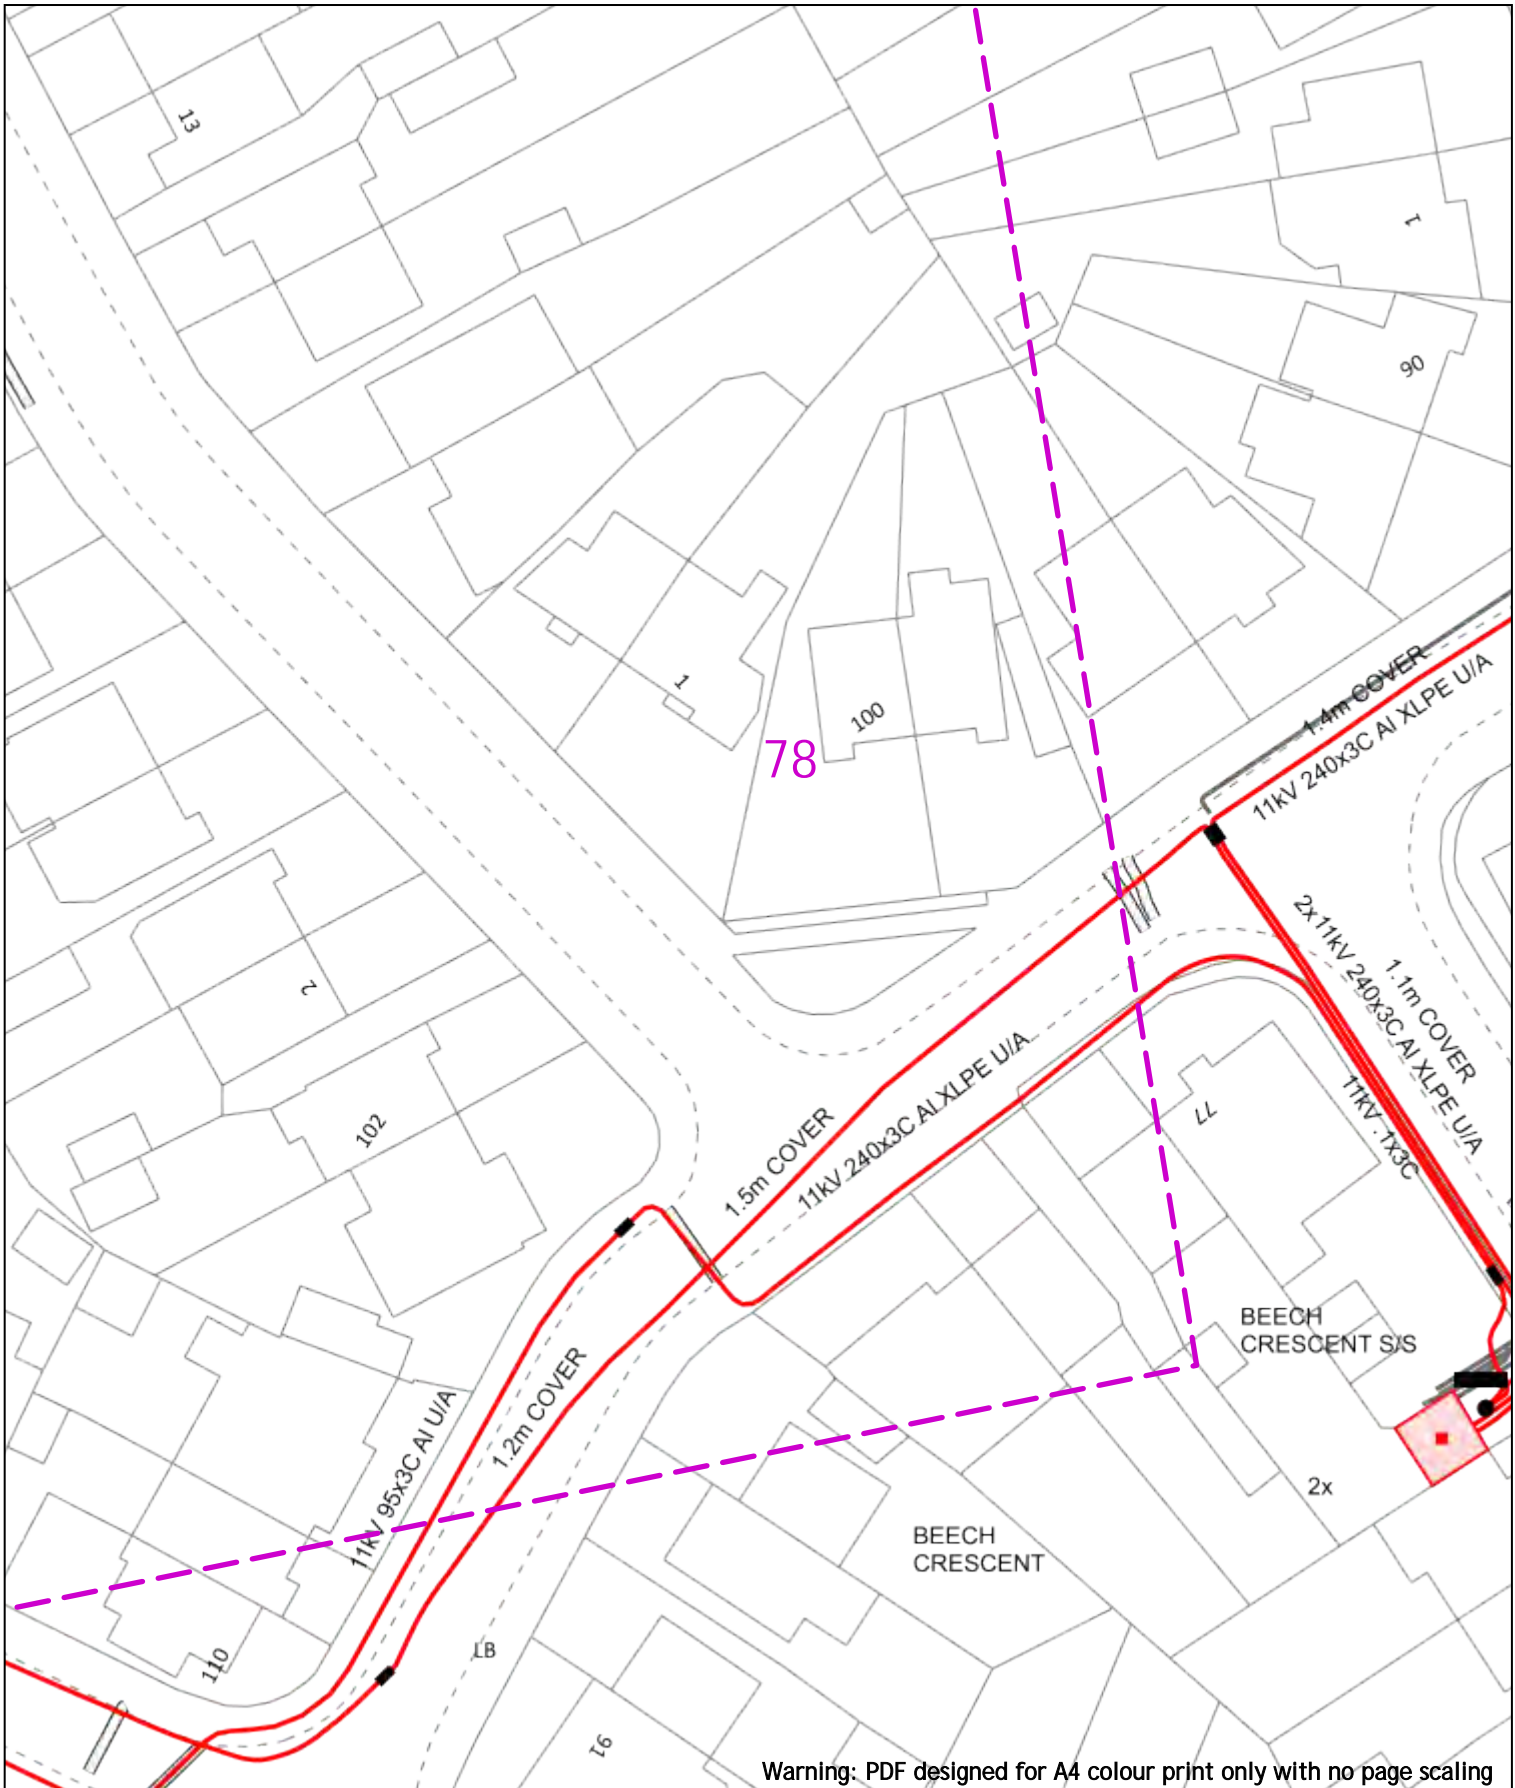 13
1
90
1
100
78
1.4m COVER
11kV 240x3C Al XLPE U/A
2x11kV 240x3C Al XLPE U/A
1.1m COVER
11kV .1x3C
2
102
1.5m COVER
11kV 240x3C Al XLPE U/A
77
BEECH
CRESCENT S/S
1.2m COVER
11kV 95x3C Al U/A
2x
BEECH
CRESCENT
LB
110
91
Warning: PDF designed for A4 colour print only with no page scaling